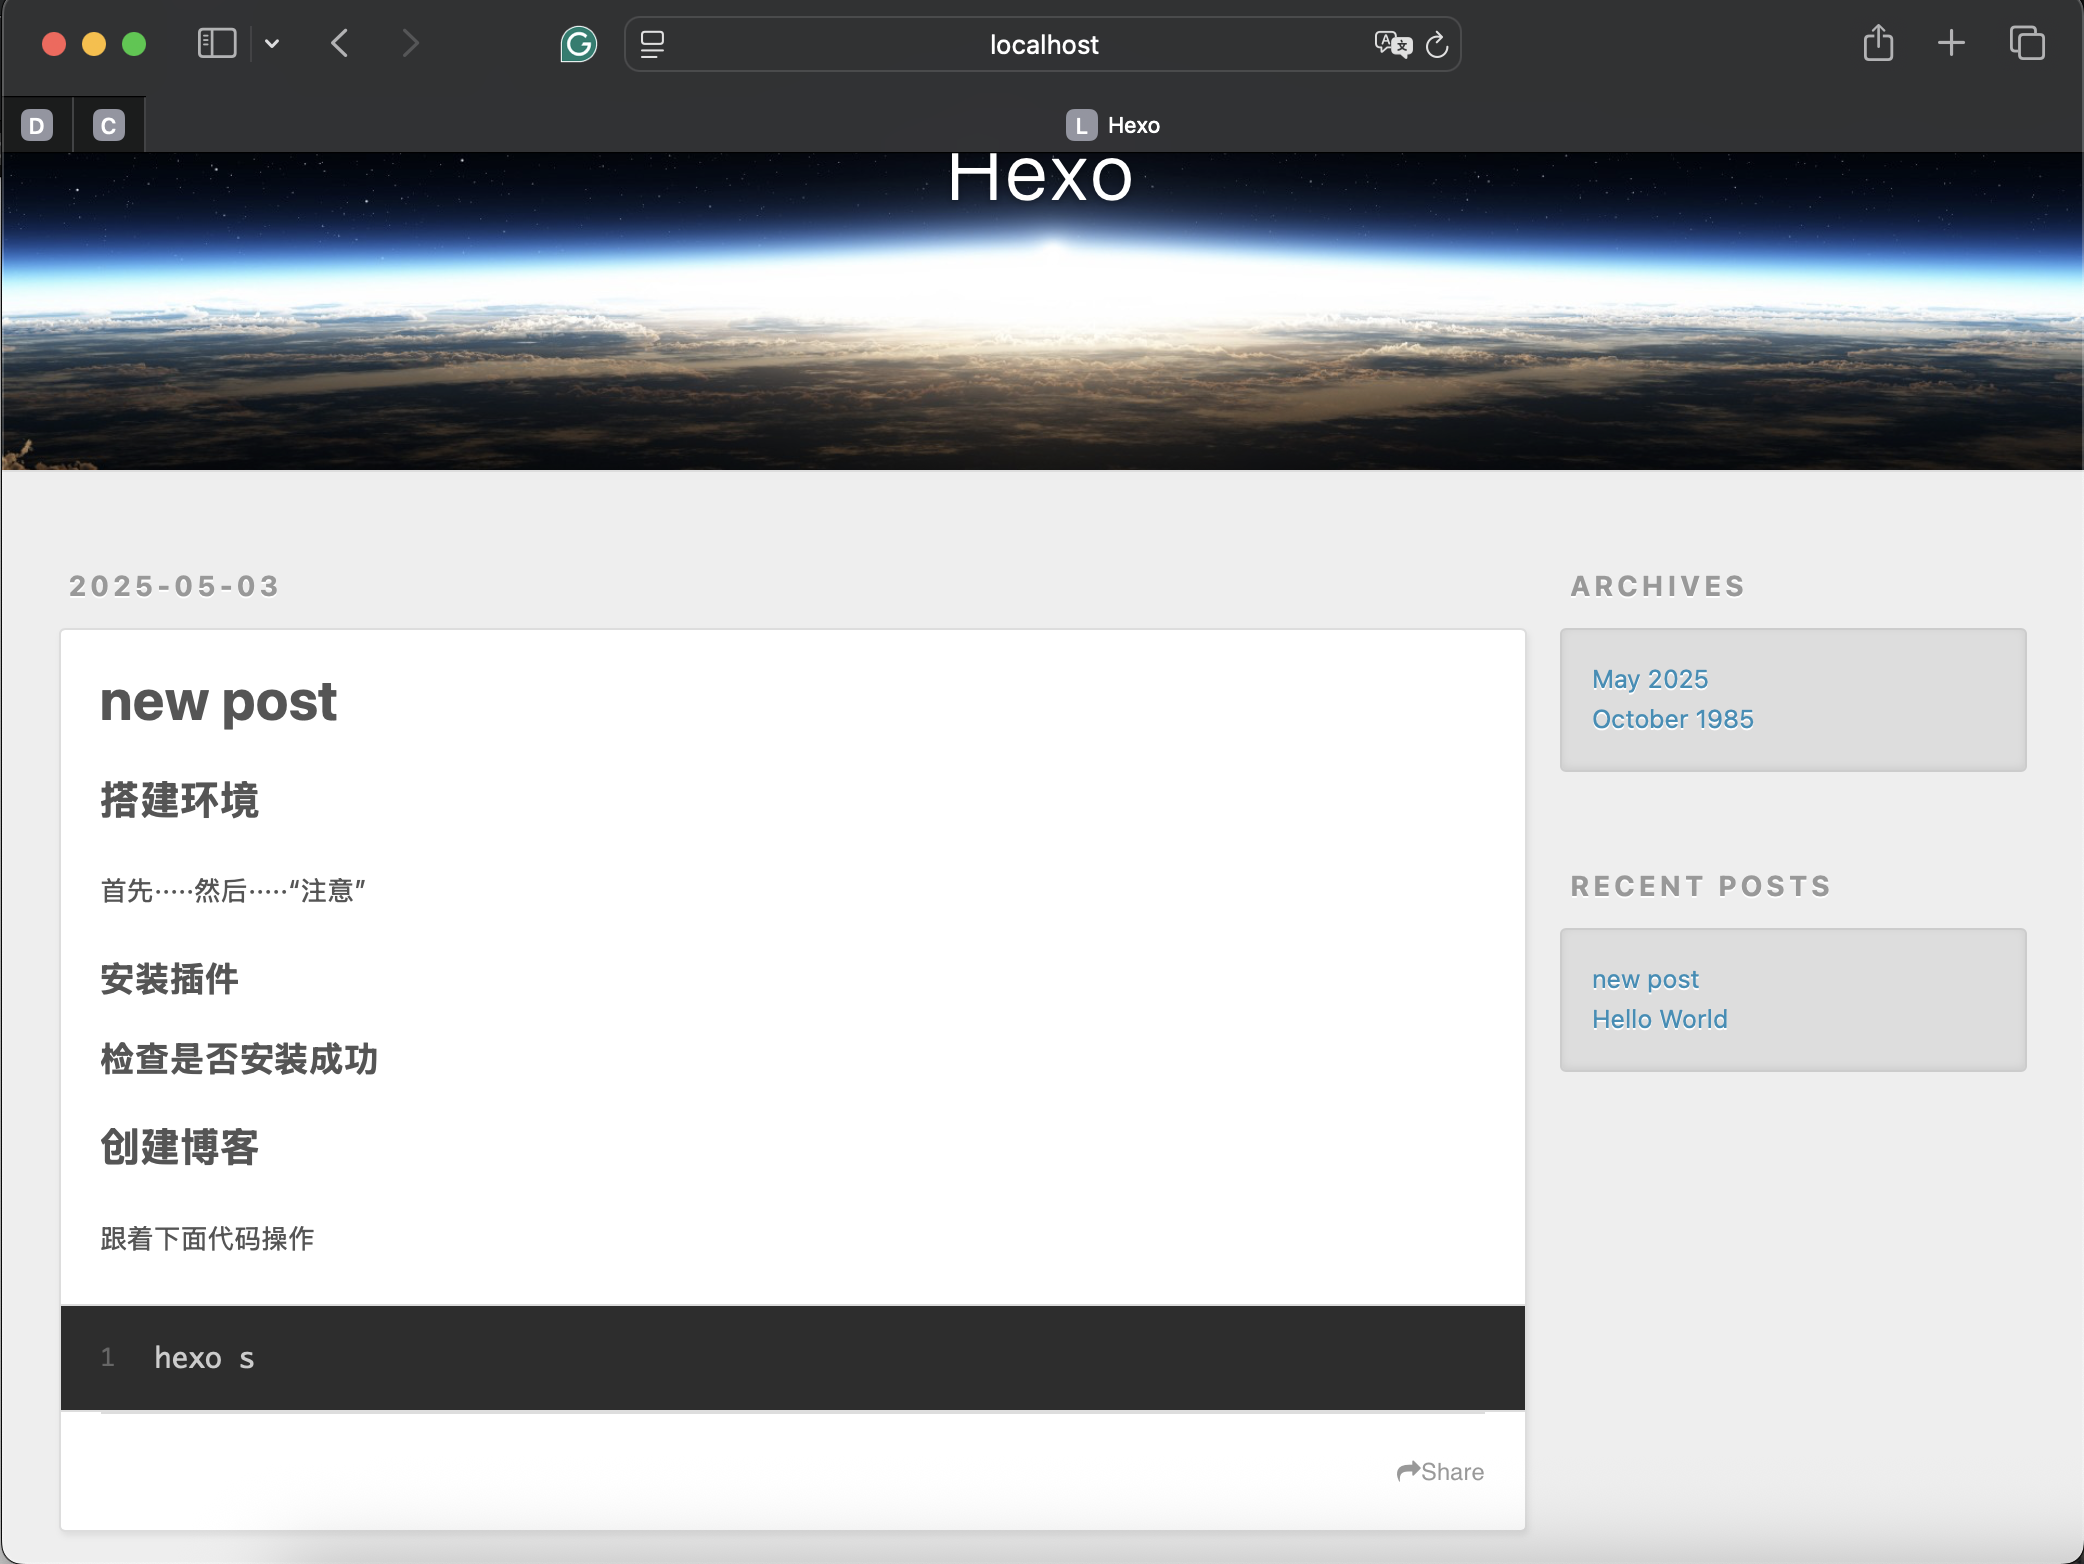 localhost
D
C
L Hexo
Hexo
2025-05-03
new post
搭建环境
首先·····然后·····“注意”
安装插件
检查是否安装成功
创建博客
跟着下面代码操作
1 hexo s
Share
ARCHIVES
May 2025
October 1985
RECENT POSTS
new post
Hello World